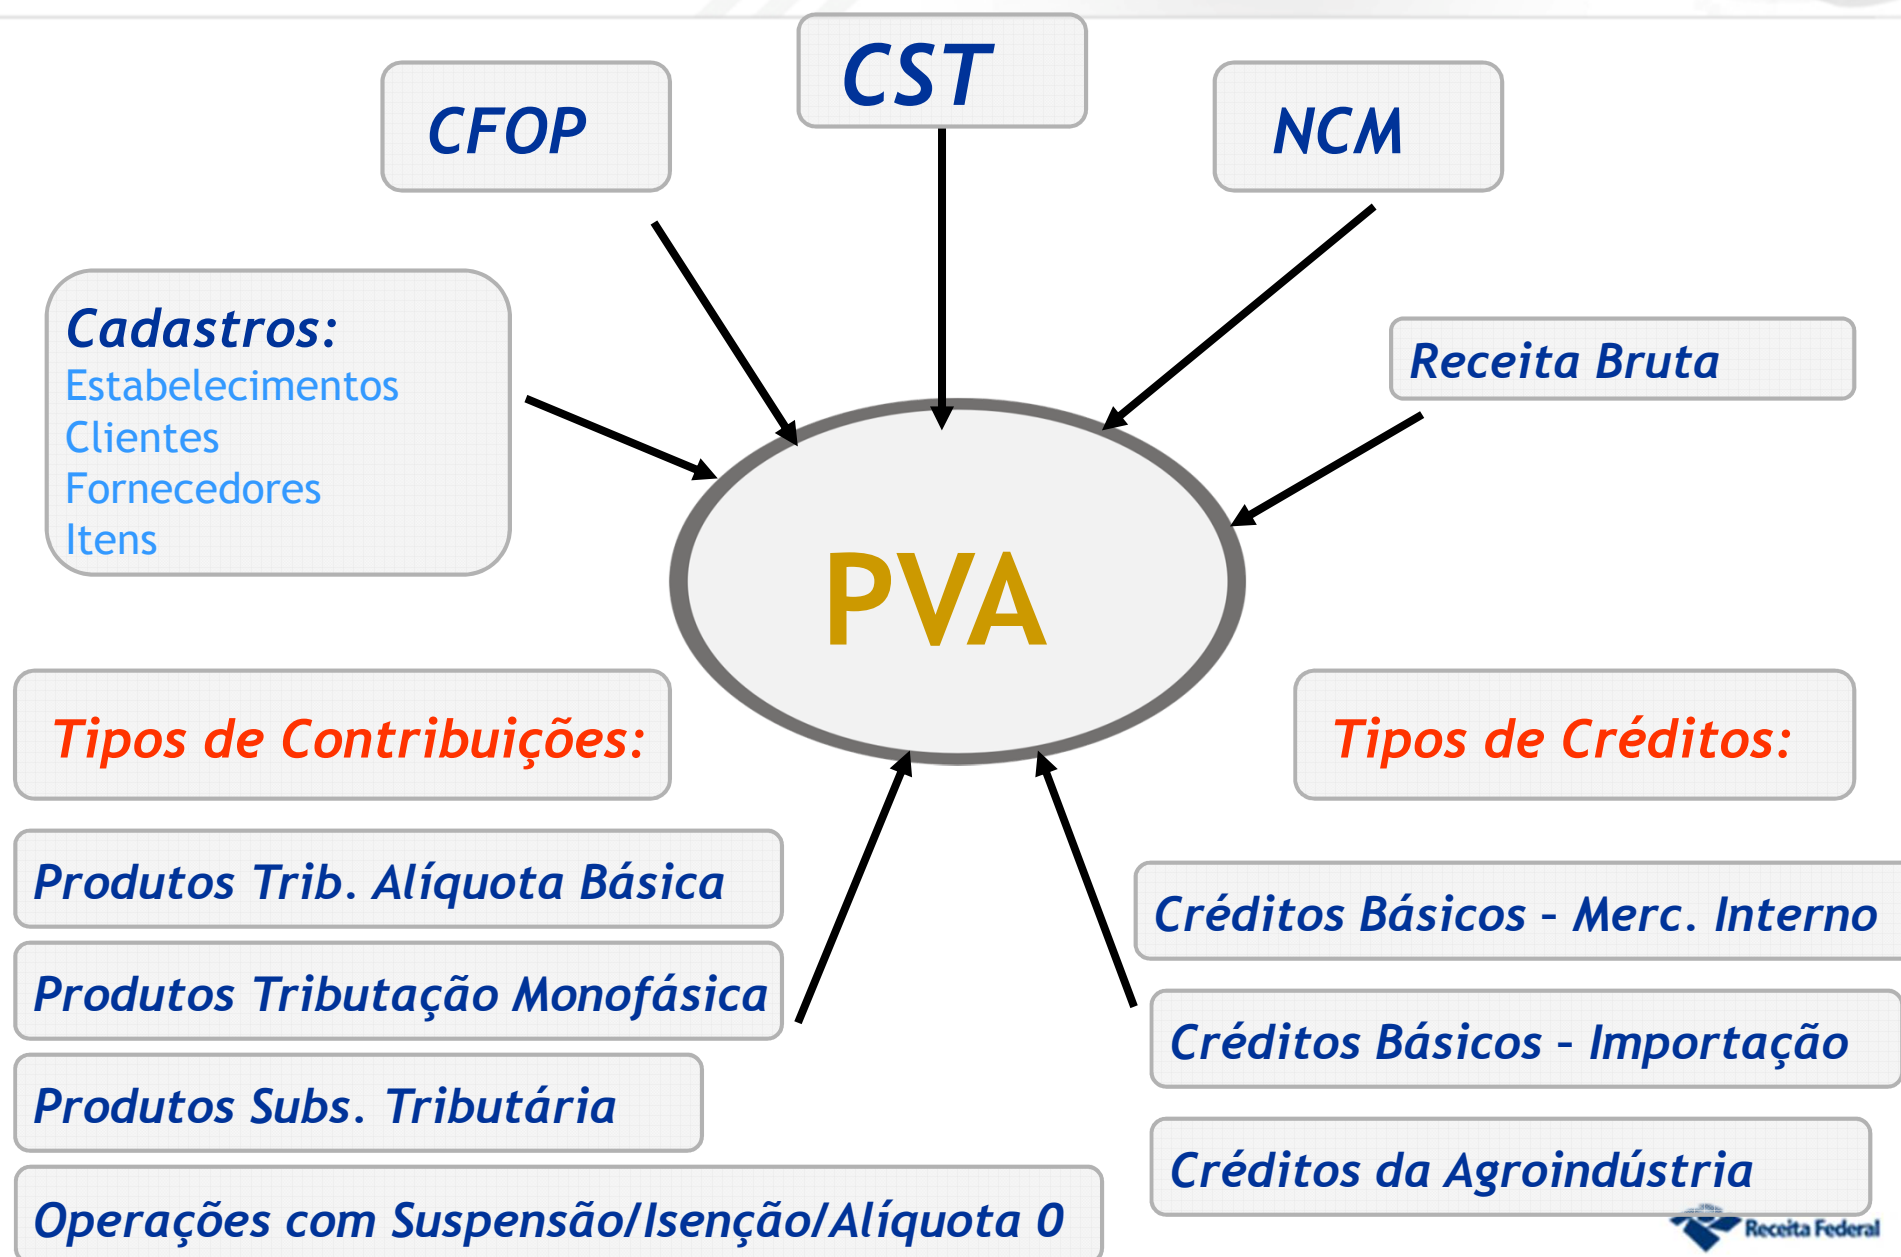 CST
CFOP
NCM
Cadastros:
Estabelecimentos
Clientes
Fornecedores
Itens
Receita Bruta
PVA
Tipos de Contribuições:
Produtos Trib. Alíquota Básica
Produtos Tributação Monofásica
Produtos Subs. Tributária
Operações com Suspensão/Isenção/Alíquota 0
Tipos de Créditos:
Créditos Básicos – Merc. Interno
Créditos Básicos – Importação
Créditos da Agroindústria
Receita Federal